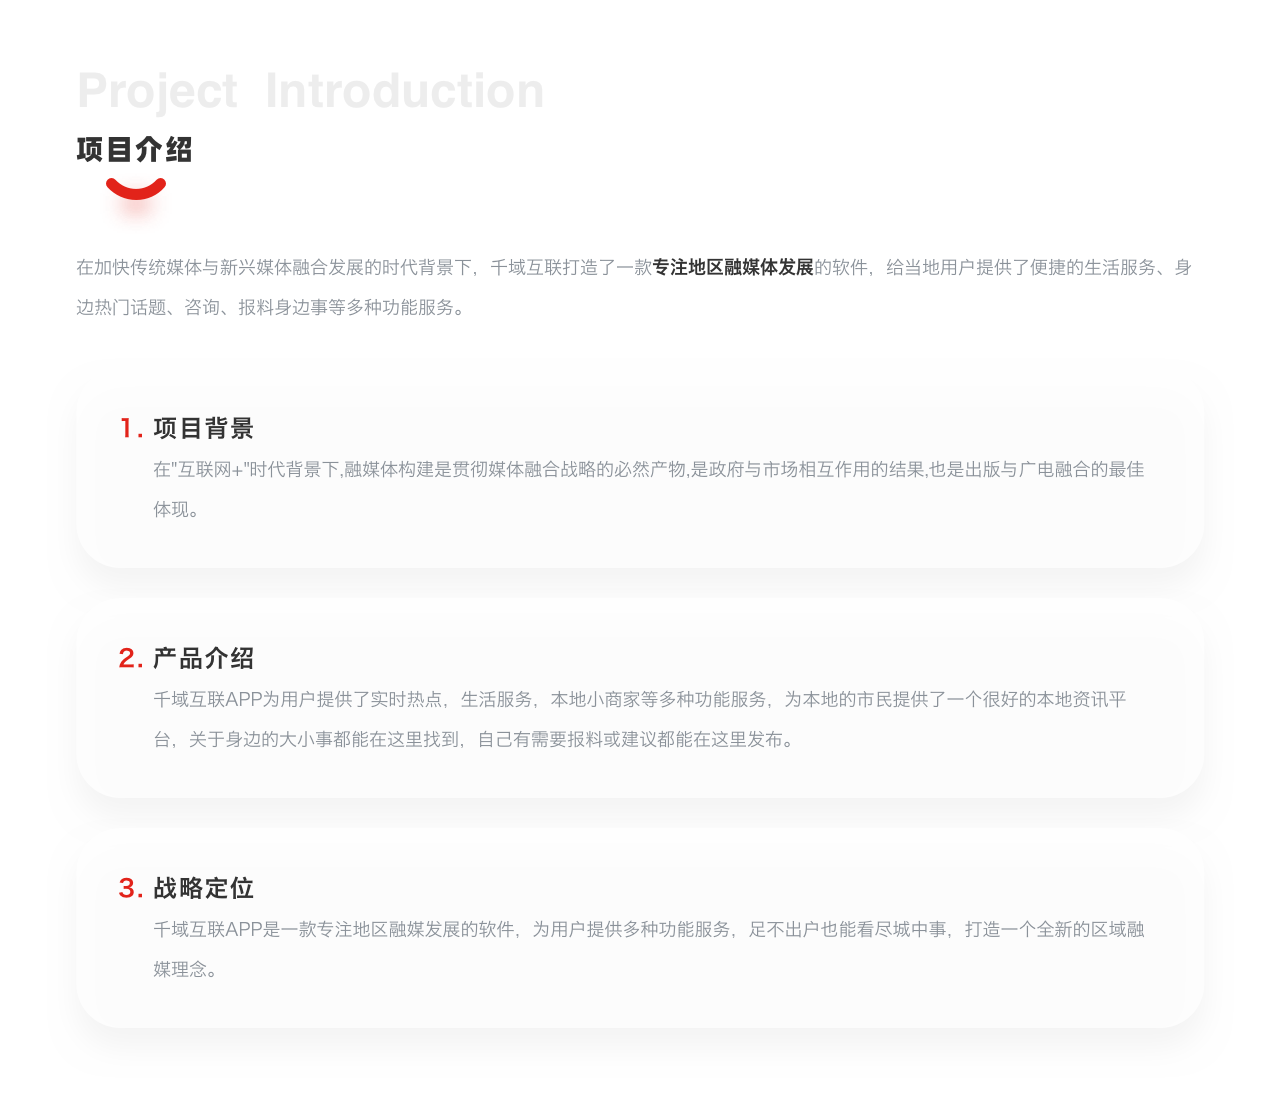 Project Introduction
项目介绍
在加快传统媒体与新兴媒体融合发展的时代背景下，千域互联打造了一款专注地区融媒体发展的软件，给当地用户提供了便捷的生活服务、身
边热门话题、咨询、报料身边事等多种功能服务。
1. 项目背景
在"互联网+"时代背景下,融媒体构建是贯彻媒体融合战略的必然产物,是政府与市场相互作用的结果,也是出版与广电融合的最佳
体现。
2. 产品介绍
千域互联APP为用户提供了实时热点，生活服务，本地小商家等多种功能服务，为本地的市民提供了一个很好的本地资讯平
台，关于身边的大小事都能在这里找到，自己有需要报料或建议都能在这里发布。
3. 战略定位
千域互联APP是一款专注地区融媒发展的软件，为用户提供多种功能服务，足不出户也能看尽城中事，打造一个全新的区域融
媒理念。